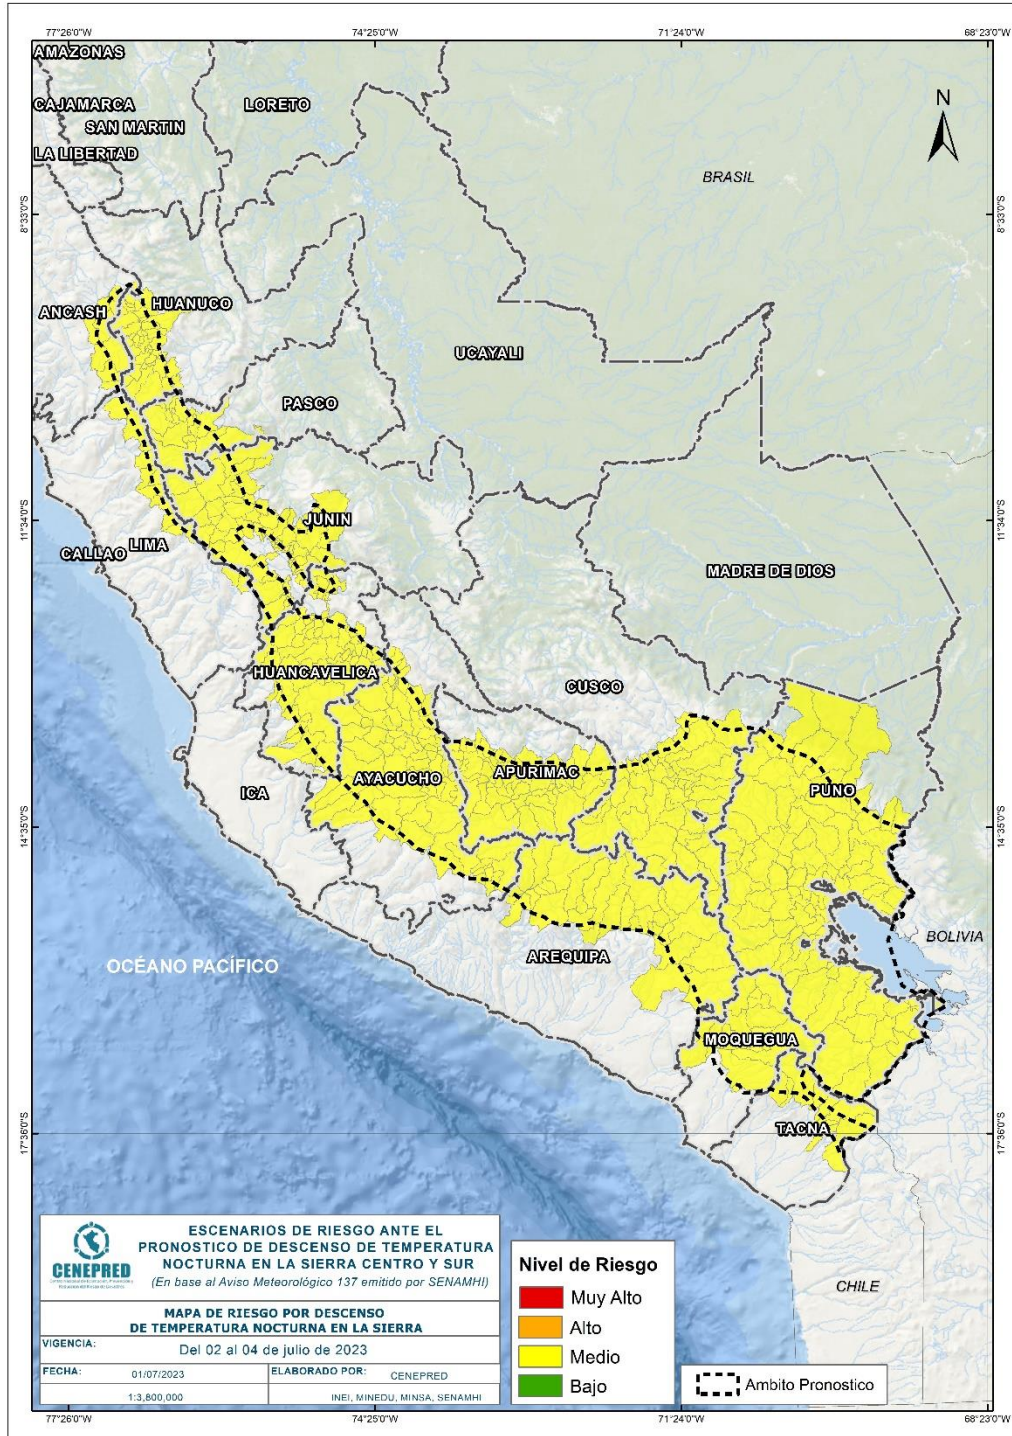 77°26'0"W
74°25'0"W
71°24'0"W
68°23'0"W
AMAZONAS
CAJAMARCA
LORETO
SAN MARTIN
LA LIBERTAD
N
BRASIL
8°33'0"S
8°33'0"S
ANCASH
HUANUCO
UCAYALI
PASCO
11°34'0"S
JUNIN
11°34'0"S
LIMA
CALLAO
MADRE DE DIOS
HUANCAVELICA
CUSCO
APURIMAC
AYACUCHO
PUNO
ICA
14°35'0"S
14°35'0"S
BOLIVIA
AREQUIPA
OCÉANO PACÍFICO
MOQUEGUA
TACNA
17°36'0"S
17°36'0"S
CHILE
CENEPRED
ESCENARIOS DE RIESGO ANTE EL
PRONOSTICO DE DESCENSO DE TEMPERATURA
NOCTURNA EN LA SIERRA CENTRO Y SUR
(En base al Aviso Meteorológico 137 emitido por SENAMHI)
MAPA DE RIESGO POR DESCENSO
DE TEMPERATURA NOCTURNA EN LA SIERRA
VIGENCIA:
Del 02 al 04 de julio de 2023
FECHA:
01/07/2023
ELABORADO POR:
CENEPRED
1:3,800,000
INEI, MINEDU, MINSA, SENAMHI
Nivel de Riesgo
Muy Alto
Alto
Medio
Bajo
Ambito Pronostico
77°26'0"W
74°25'0"W
71°24'0"W
68°23'0"W